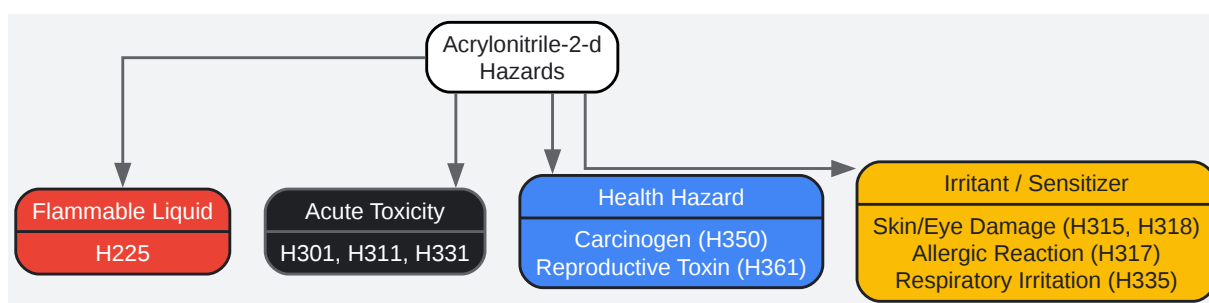 Acrylonitrile-2-d
Hazards
Flammable Liquid
H225
Acute Toxicity
H301, H311, H331
Health Hazard
Carcinogen (H350)
Reproductive Toxin (H361)
Irritant / Sensitizer
Skin/Eye Damage (H315, H318)
Allergic Reaction (H317)
Respiratory Irritation (H335)